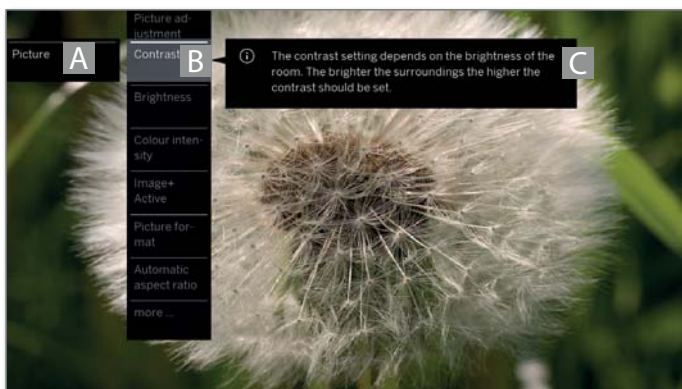 Picture
A
Picture ad-
justment
Contrast
B
Brightness
Colour inten-
sity
Image+
Active
Picture for-
mat
Automatic
aspect ratio
more ...
The contrast setting depends on the brightness of the
room. The brighter the surroundings the higher the
contrast should be set.
C